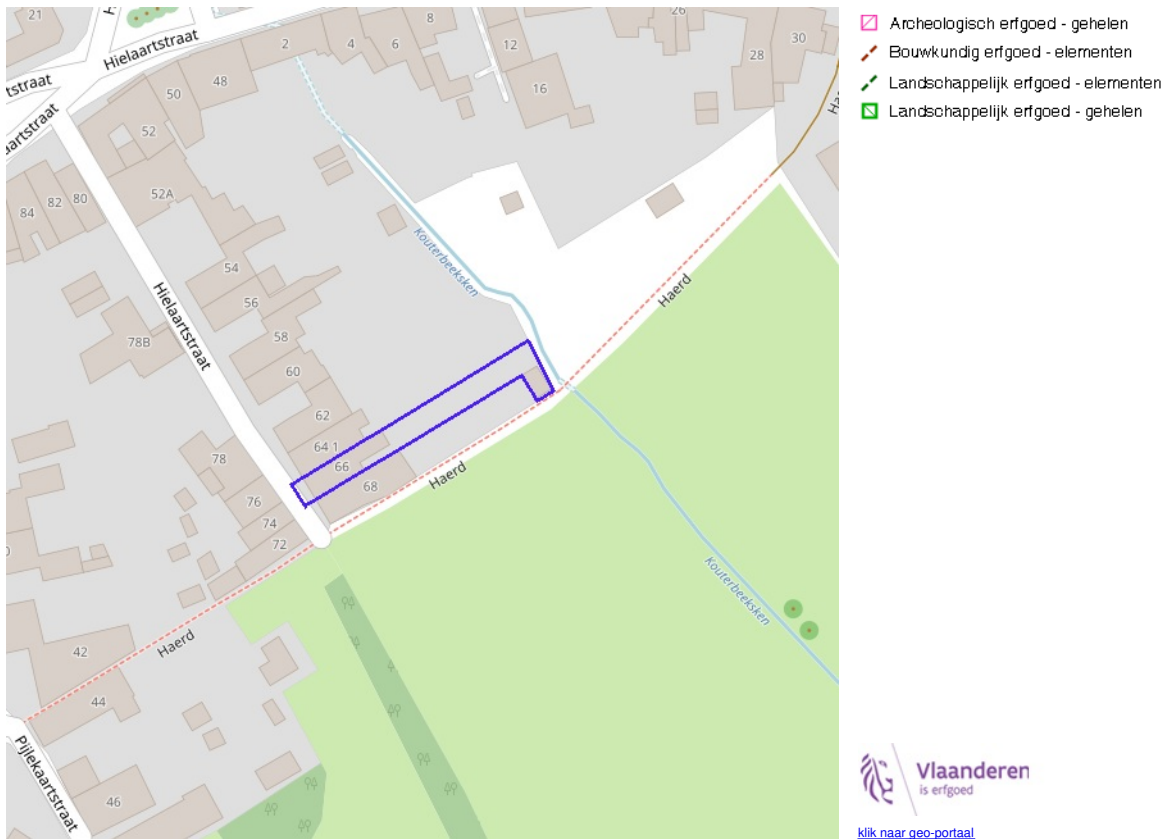 21
Hielaartstraat
2
4
6
8
12
16
26
28
30
Haerd
48
50
52
52A
84
82
80
54
56
58
60
62
64 1
66
68
Kouterbeeksken
Haerd
Hielaartstraat
78B
78
76
74
72
Haerd
Kouterbeeksken
Haerd
42
44
46
Pijlekaartstraat
Archeologisch erfgoed - gehelen
Bouwkundig erfgoed - elementen
Landschappelijk erfgoed - elementen
Landschappelijk erfgoed - gehelen
Vlaanderen
is erfgoed
klik naar geo-portaal